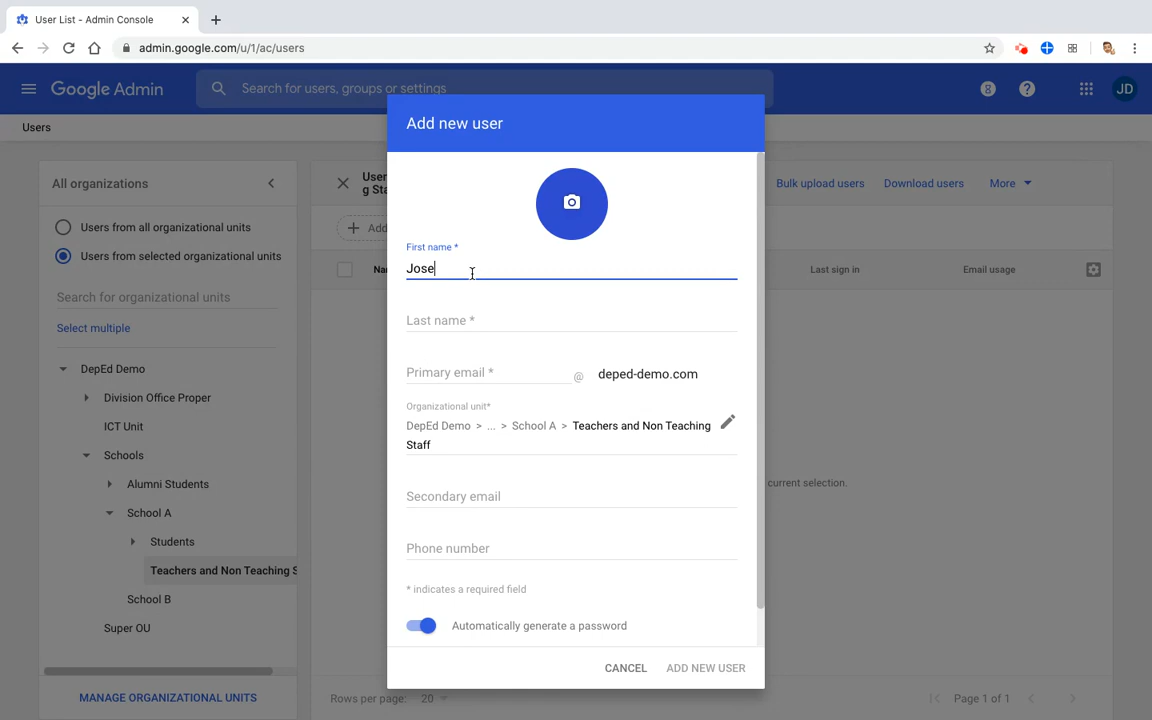 User List - Admin Console
admin.google.com/u/1/ac/users
Google Admin
Search for users, groups or settings
JD
Users
All organizations
Users from all organizational units
Users from selected organizational units
Search for organizational units
Select multiple
DepEd Demo
Division Office Proper
ICT Unit
Schools
Alumni Students
School A
Students
Teachers and Non Teaching S
School B
Super OU
MANAGE ORGANIZATIONAL UNITS
User
g Sta
Bulk upload users
Download users
More
Add
Na
Last sign in
Email usage
current selection.
Rows per page: 20
Page 1 of 1
Add new user
First name *
Jose
Last name *
Primary email *
@ deped-demo.com
Organizational unit*
DepEd Demo > ... > School A > Teachers and Non Teaching
Staff
Secondary email
Phone number
* indicates a required field
Automatically generate a password
CANCEL
ADD NEW USER